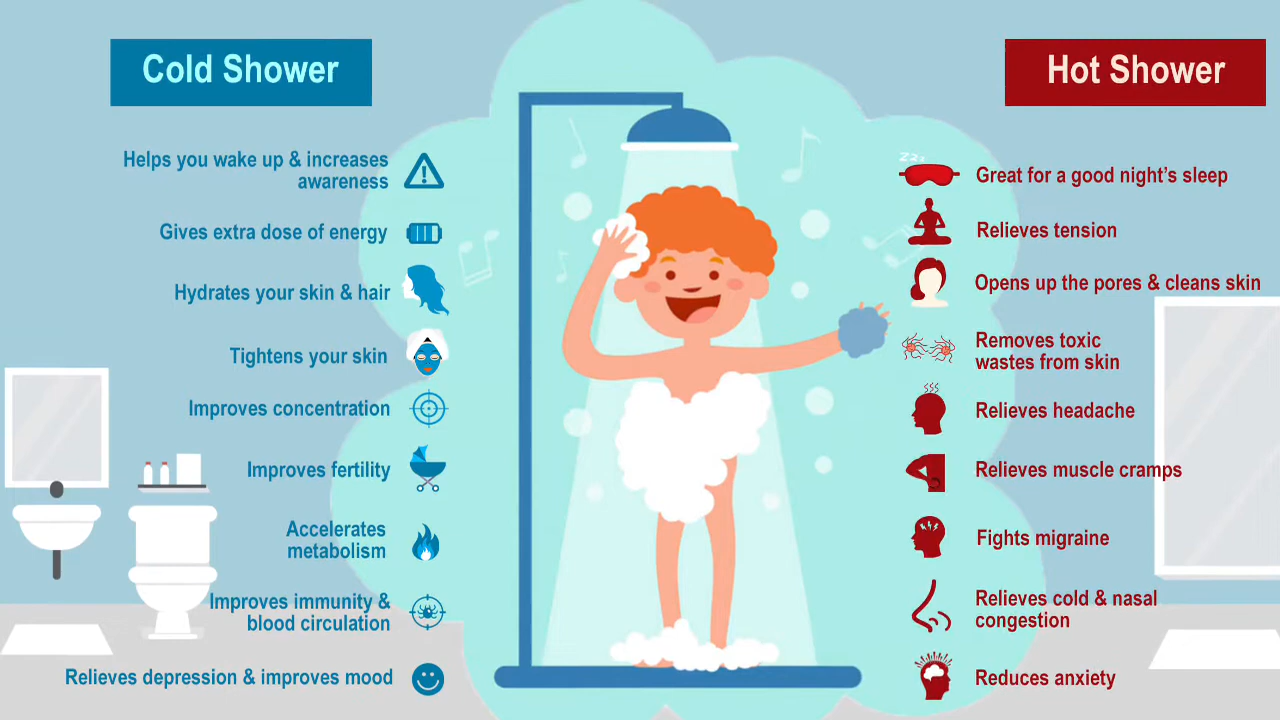 Cold Shower
Helps you wake up & increases
awareness
Gives extra dose of energy
Hydrates your skin & hair
Tightens your skin
Improves concentration
Improves fertility
Accelerates
metabolism
Improves immunity &
blood circulation
Relieves depression & improves mood
Hot Shower
zzz
Great for a good night's sleep
Relieves tension
Opens up the pores & cleans skin
Removes toxic
wastes from skin
Relieves headache
Relieves muscle cramps
Fights migraine
Relieves cold & nasal
congestion
Reduces anxiety